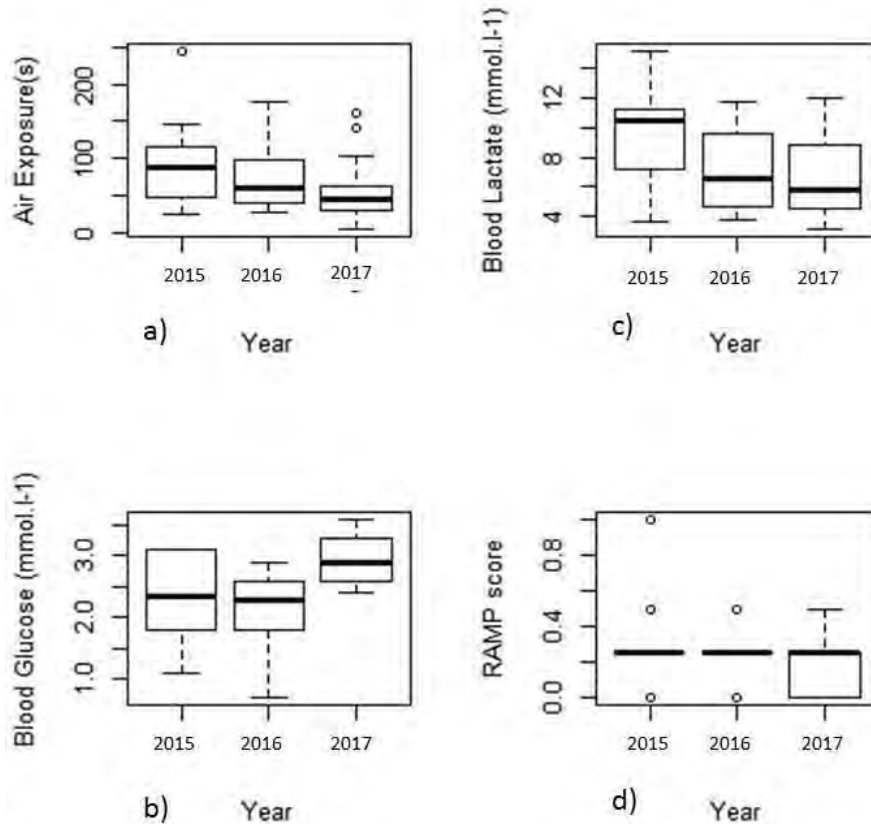 Air Exposure(s)
200
100
0
2015 2016 2017
a)
Year
Blood Lactate (mmol.l-1)
12
8
4
2015 2016 2017
c)
Year
Blood Glucose (mmol.l-1)
3.0
2.0
1.0
2015 2016 2017
b)
Year
RAMP score
0.8
0.4
0.0
2015 2016 2017
d)
Year